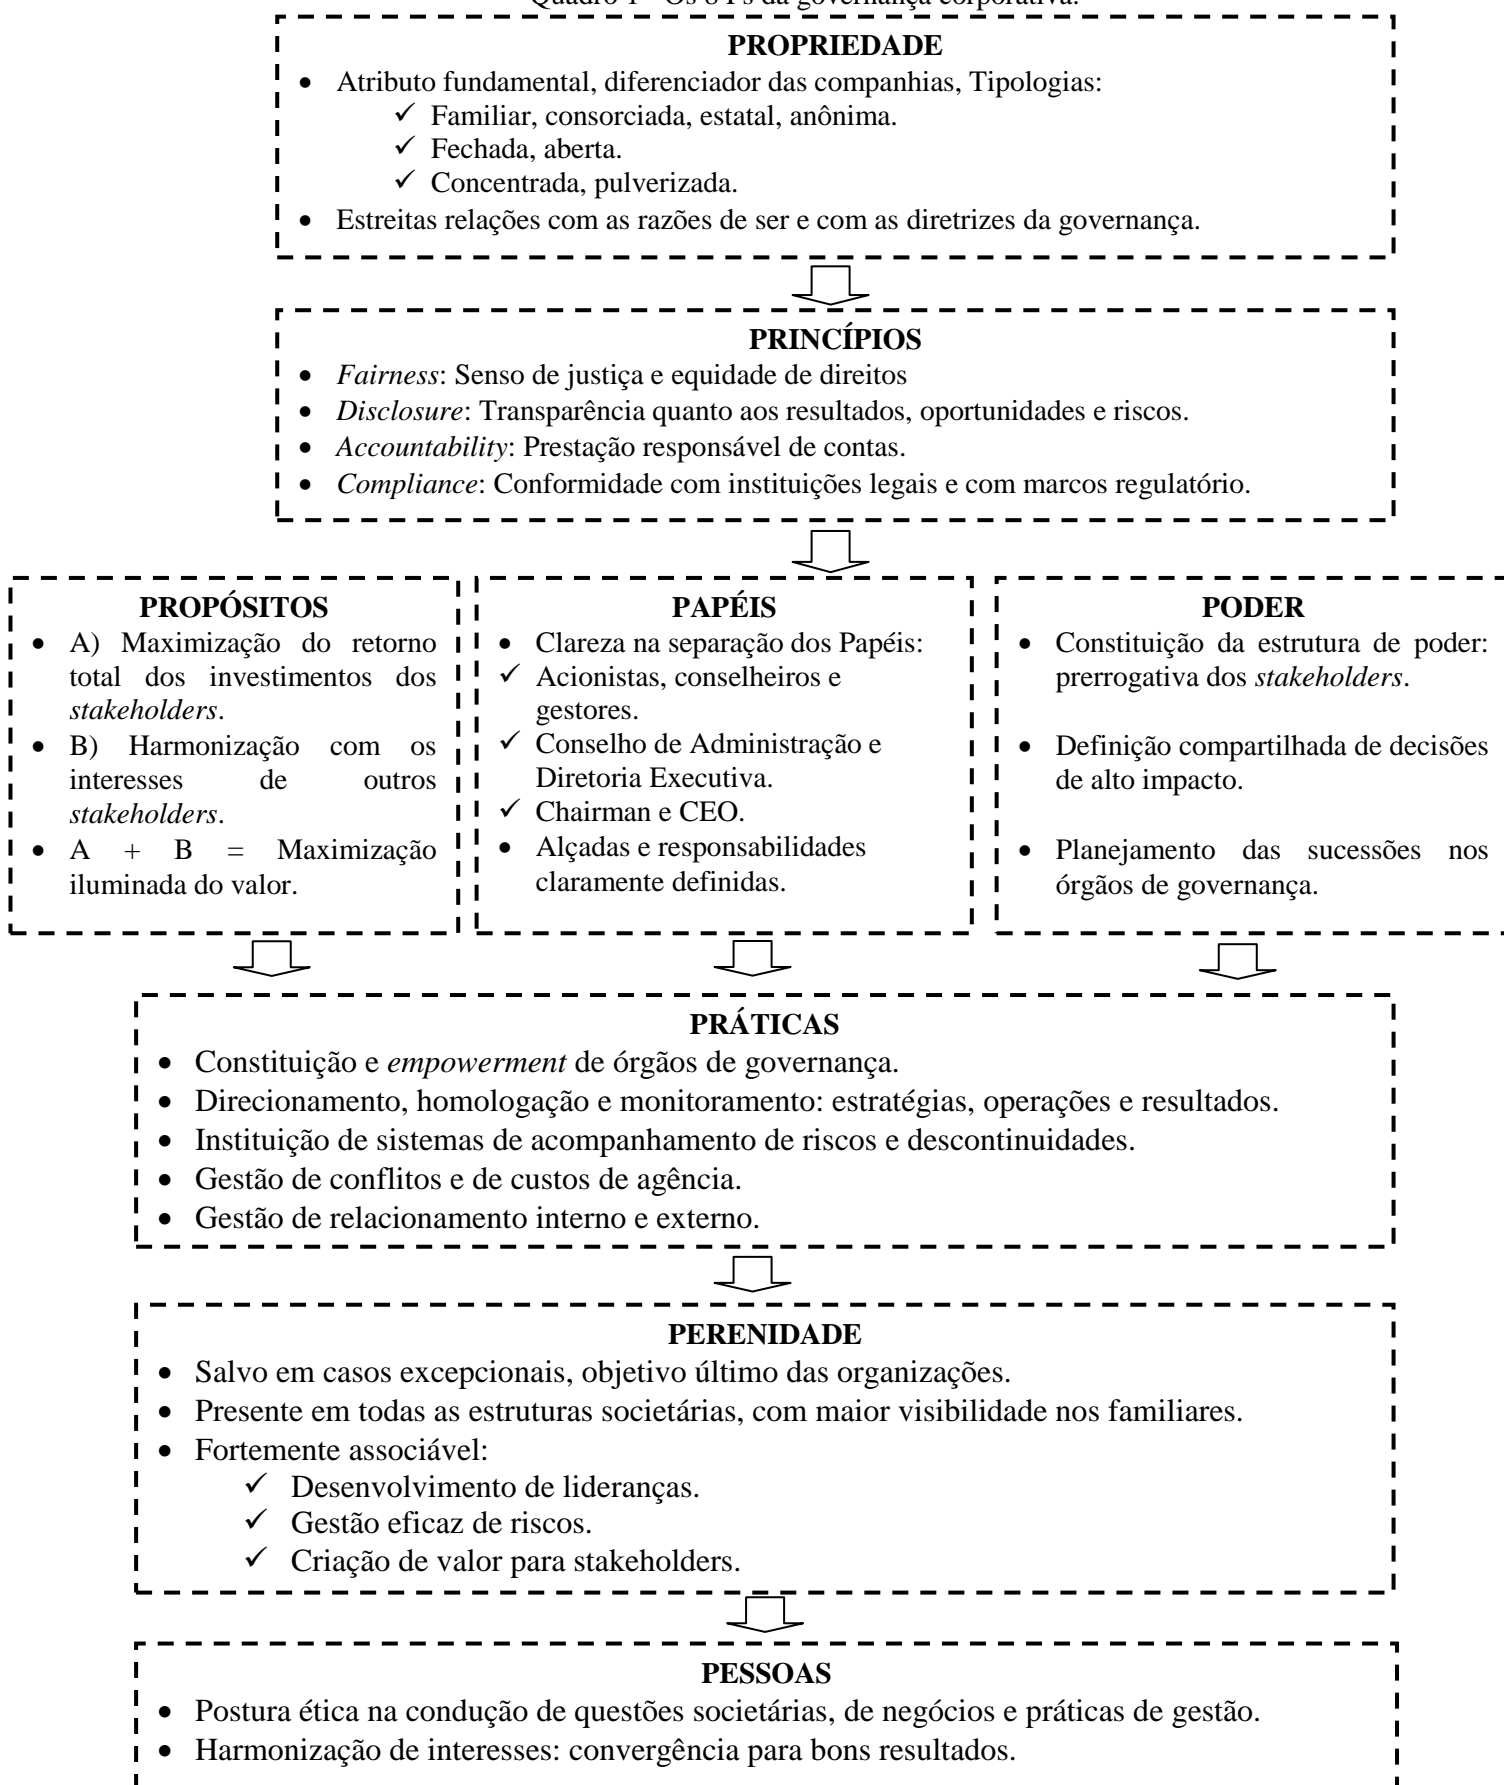 Quadro 1 - Os 8 Ps da governança corporativa.
PROPRIEDADE
• Atributo fundamental, diferenciador das companhias, Tipologias:
✓ Familiar, consorciada, estatal, anônima.
✓ Fechada, aberta.
✓ Concentrada, pulverizada.
• Estreitas relações com as razões de ser e com as diretrizes da governança.
PRINCÍPIOS
• Fairness: Senso de justiça e equidade de direitos
• Disclosure: Transparência quanto aos resultados, oportunidades e riscos.
• Accountability: Prestação responsável de contas.
• Compliance: Conformidade com instituições legais e com marcos regulatório.
PROPÓSITOS
• A) Maximização do retorno
total dos investimentos dos
stakeholders.
• B) Harmonização com os
interesses de outros
stakeholders.
• A + B = Maximização
iluminada do valor.
PAPÉIS
• Clareza na separação dos Papéis:
✓ Acionistas, conselheiros e
gestores.
✓ Conselho de Administração e
Diretoria Executiva.
✓ Chairman e CEO.
• Alçadas e responsabilidades
claramente definidas.
PODER
• Constituição da estrutura de poder:
prerrogativa dos stakeholders.
• Definição compartilhada de decisões
de alto impacto.
• Planejamento das sucessões nos
órgãos de governança.
PRÁTICAS
• Constituição e empowerment de órgãos de governança.
• Direcionamento, homologação e monitoramento: estratégias, operações e resultados.
• Instituição de sistemas de acompanhamento de riscos e descontinuidades.
• Gestão de conflitos e de custos de agência.
• Gestão de relacionamento interno e externo.
PERENIDADE
• Salvo em casos excepcionais, objetivo último das organizações.
• Presente em todas as estruturas societárias, com maior visibilidade nos familiares.
• Fortemente associável:
✓ Desenvolvimento de lideranças.
✓ Gestão eficaz de riscos.
✓ Criação de valor para stakeholders.
PESSOAS
• Postura ética na condução de questões societárias, de negócios e práticas de gestão.
• Harmonização de interesses: convergência para bons resultados.